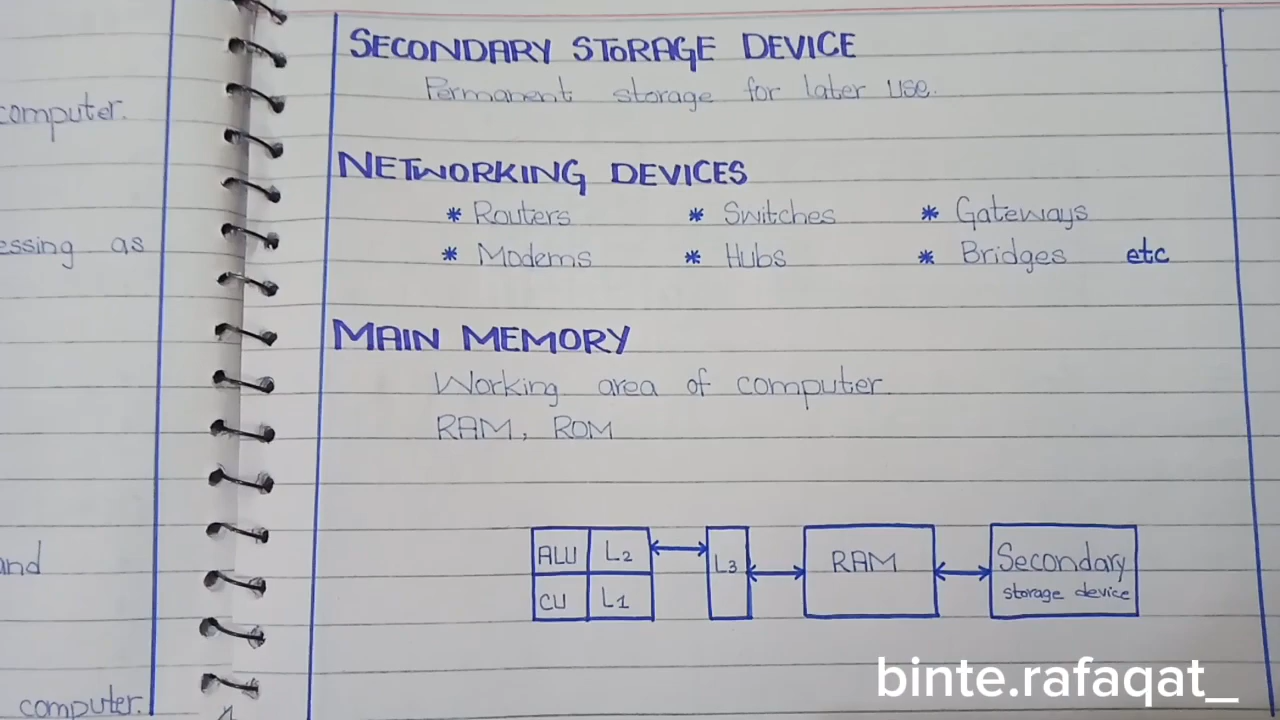 computer.
essing as
and
computer.
SECONDARY STORAGE DEVICE
Permanent storage for later use.
NETWORKING DEVICES
* Routers * Switches * Gateways
* Modems * Hubs * Bridges etc
MAIN MEMORY
Working area of computer
RAM, ROM
ALU L2 L3 RAM Secondary
CU L1 storage device
binte.rafaqat_